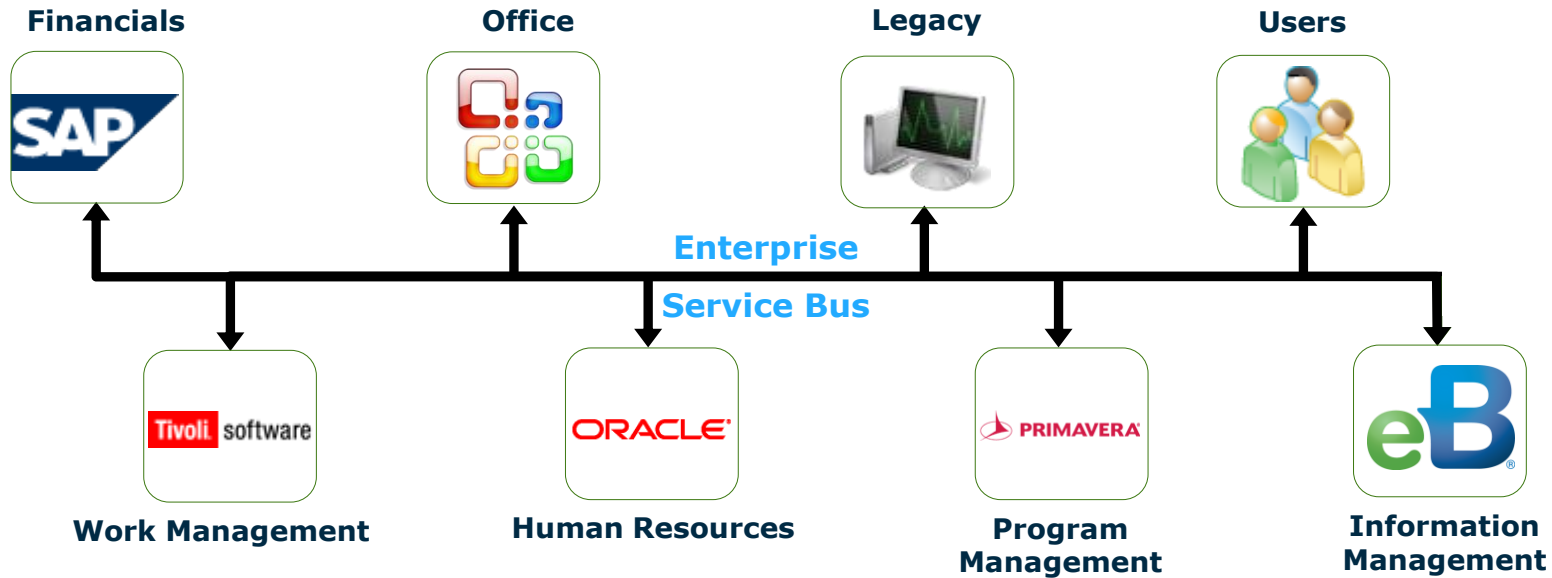 Financials
Office
Legacy
Users
SAP
Enterprise
Service Bus
Tivoli. software
ORACLE®
PRIMAVERA
eB®
Work Management
Human Resources
Program
Management
Information
Management